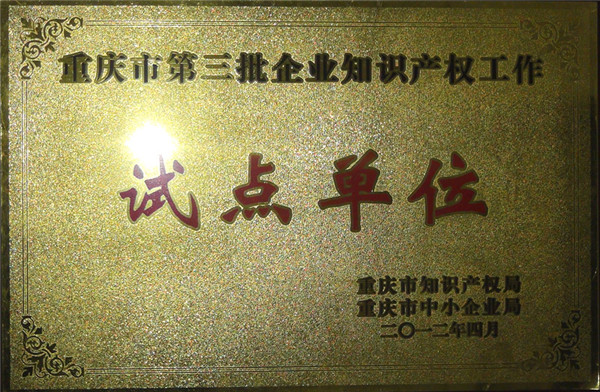 重庆市第三批企业知识产权工作
试点单位
重庆市知识产权局
重庆市中小企业局
二〇一二年四月